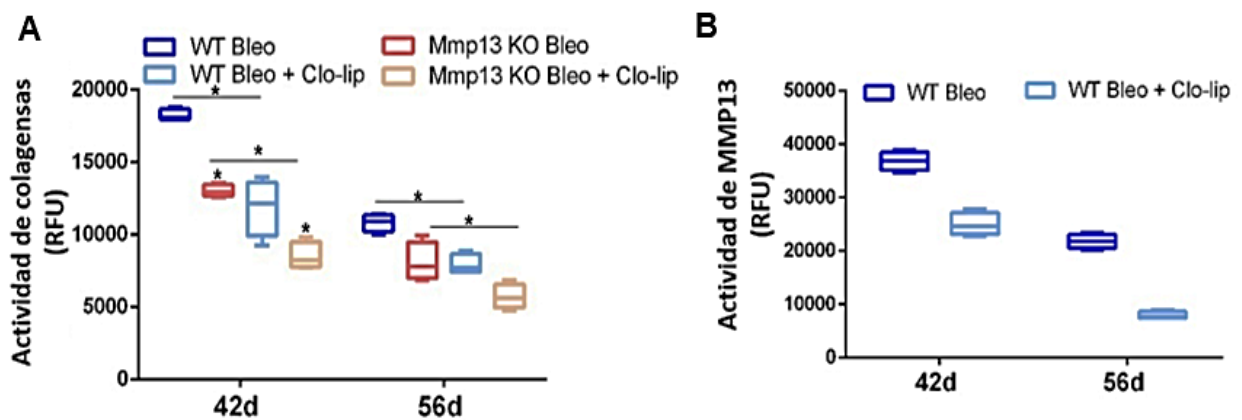 A
WT Bleo
Mmp13 KO Bleo
WT Bleo + Clo-lip
Mmp13 KO Bleo + Clo-lip
Actividad de colagensas
(RFU)
20000
15000
10000
5000
0
*
*
*
*
*
*
42d
56d
B
WT Bleo
WT Bleo + Clo-lip
Actividad de MMP13
(RFU)
50000
40000
30000
20000
10000
0
42d
56d